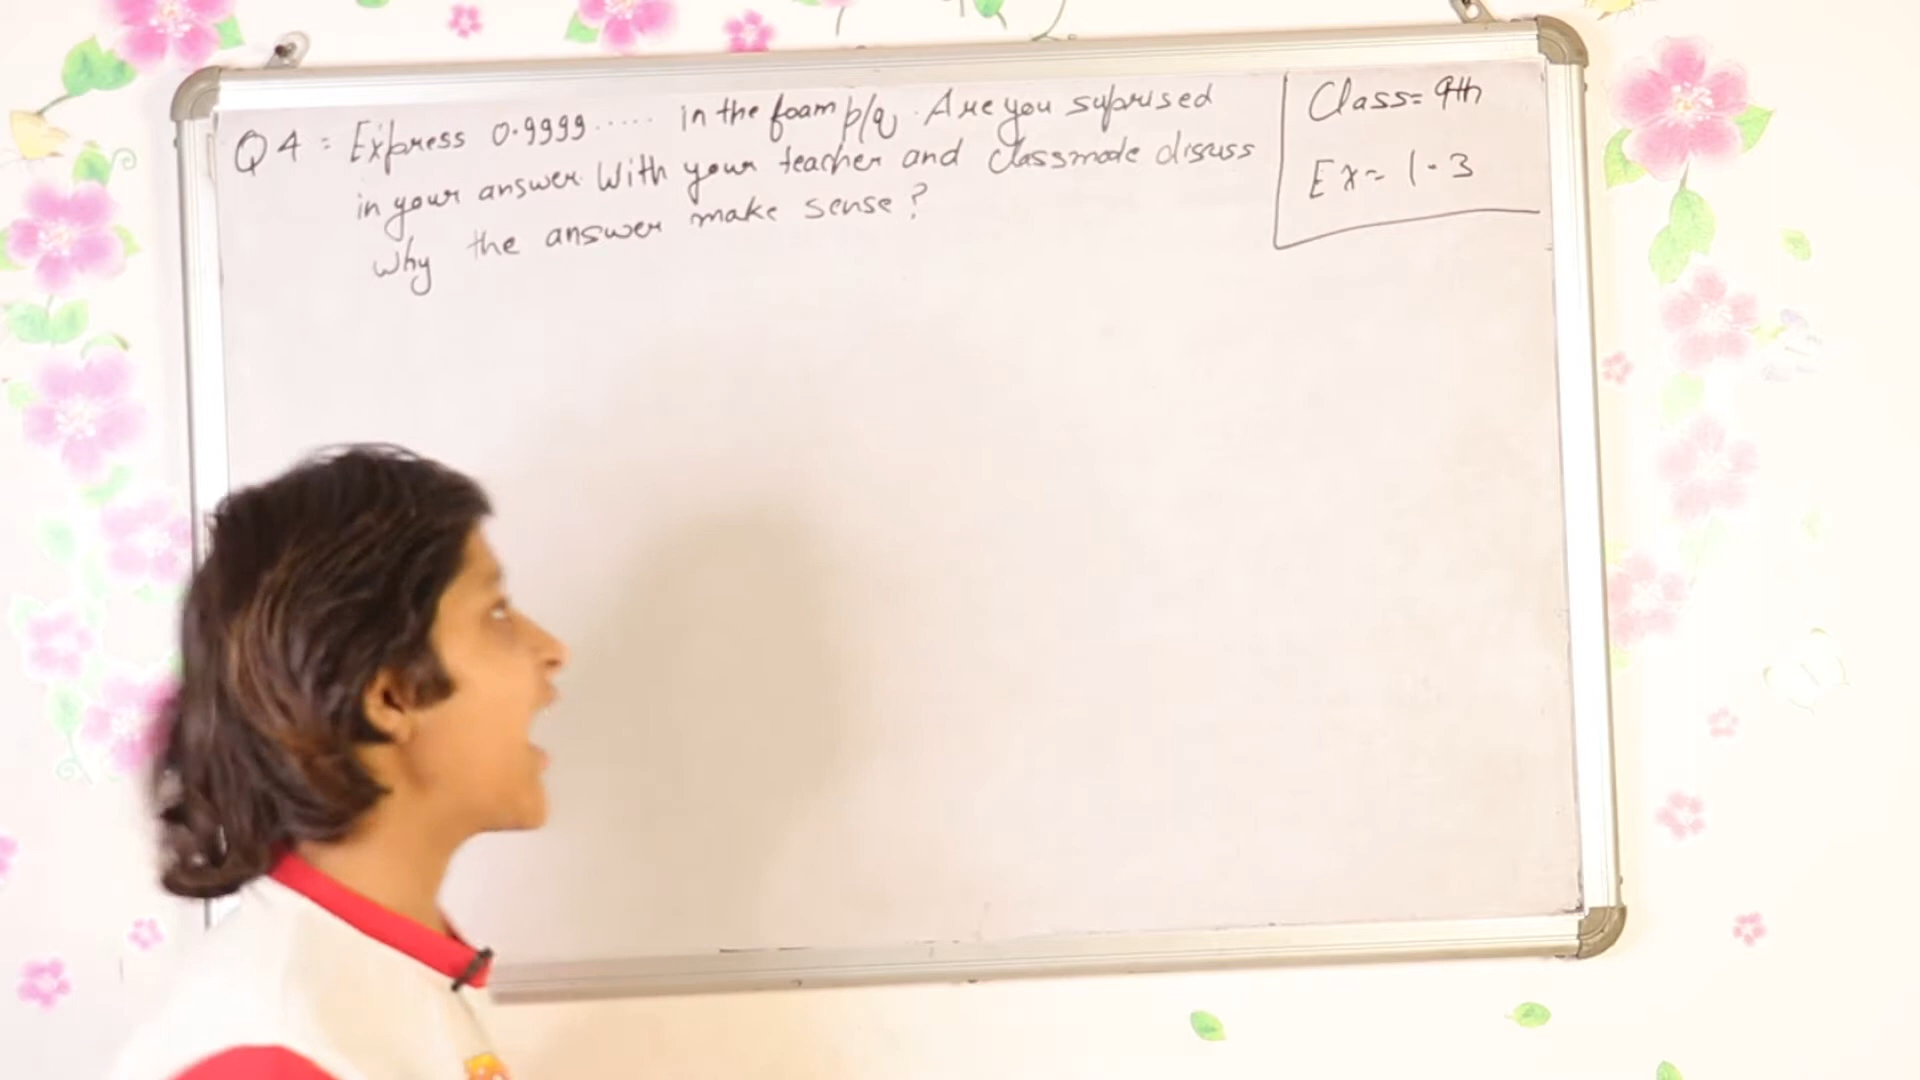 Q4 = Express 0.9999..... in the foam p/q. Are you suprised
in your answer. With your teacher and classmate disuss
why the answer make sense?
Class= 9th
Ex= 1.3